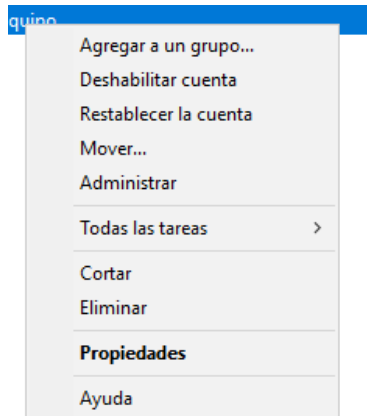 Agregar a un grupo...
Deshabilitar cuenta
Restablecer la cuenta
Mover...
Administrar
Todas las tareas
Cortar
Eliminar
Propiedades
Ayuda